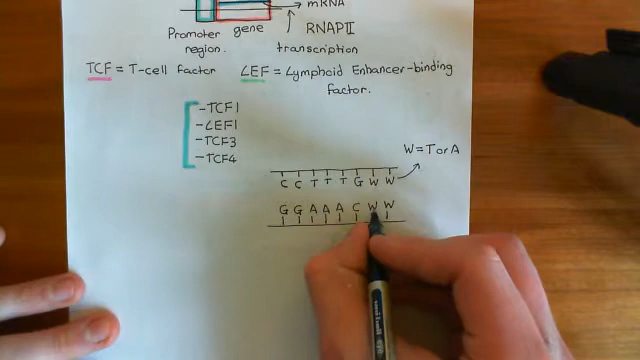 mRNA
Promoter gene RNAPII
region. transcription
TCF = T-cell factor LEF = Lymphoid Enhancer-binding
factor.
-TCF1
-LEF1
-TCF3
-TCF4
W=T or A
C C T T T G W W
G G A A A C W W